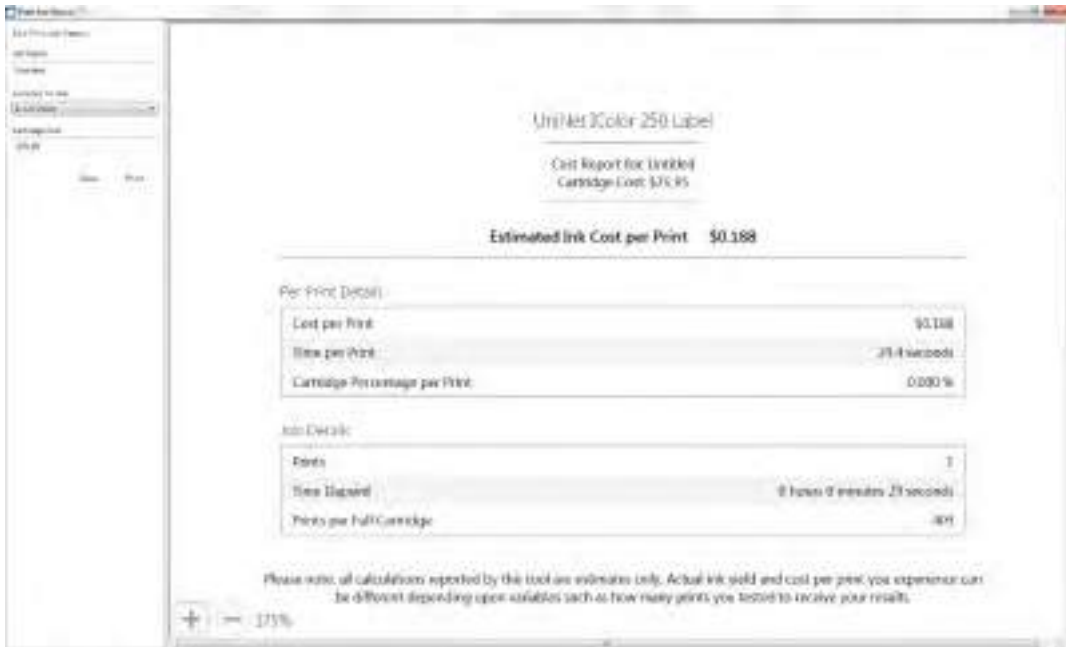 Print
UniNet IColor 250 Label
Cost Report for: Untitled
Cartridge Cost: $75.95
Estimated Ink Cost per Print $0.188
Per Print Details
Cost per Print $0.188
Time per Print 29.4 seconds
Cartridge Percentage per Print %
Job Details
Prints 1
Time Elapsed 0 hours 0 minutes 29 seconds
Prints per Full Cartridge
Please note: all calculations reported by this tool are estimates only. Actual ink yield and cost per print you experience can
be different depending upon variables such as how many prints you tested to receive your results.
175%